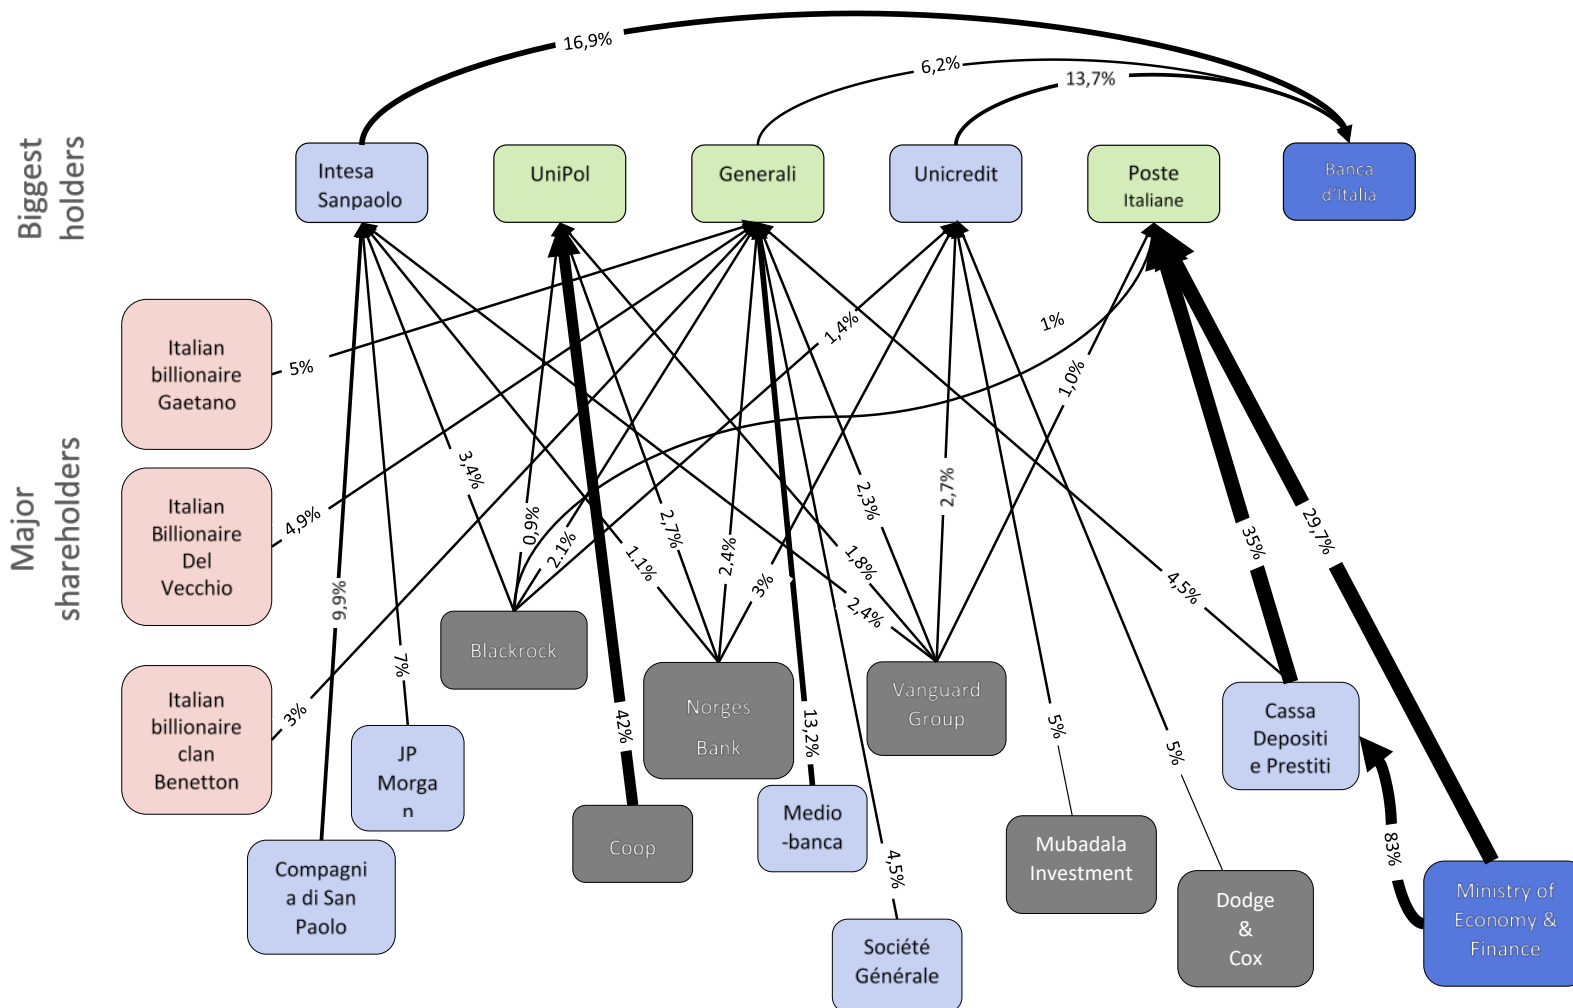 16,9%
6,2%
13,7%
Biggest
holders
Intesa
Sanpaolo
UniPol
Generali
Unicredit
Poste
Italiane
Banca
d'Italia
Major
shareholders
Italian
billionaire
Gaetano
5%
1,4%
1%
1,0%
Italian
Billionaire
Del
Vecchio
4,9%
3,4%
0,9%
2.1%
2,7%
1.1%
2.4%
3%
2,3%
1,8%
2,4%
2,7%
4,5%
35%
29,7%
9,9%
7%
Italian
billionaire
clan
Benetton
3%
Blackrock
Norges
Bank
Vanguard
Group
Cassa
Depositi
e Prestiti
JP
Morga
n
42%
13,2%
5%
5%
83%
Compagni
a di San
Paolo
Coop
Medio
-banca
4,5%
Société
Générale
Mubadala
Investment
Dodge
&
Cox
Ministry of
Economy &
Finance